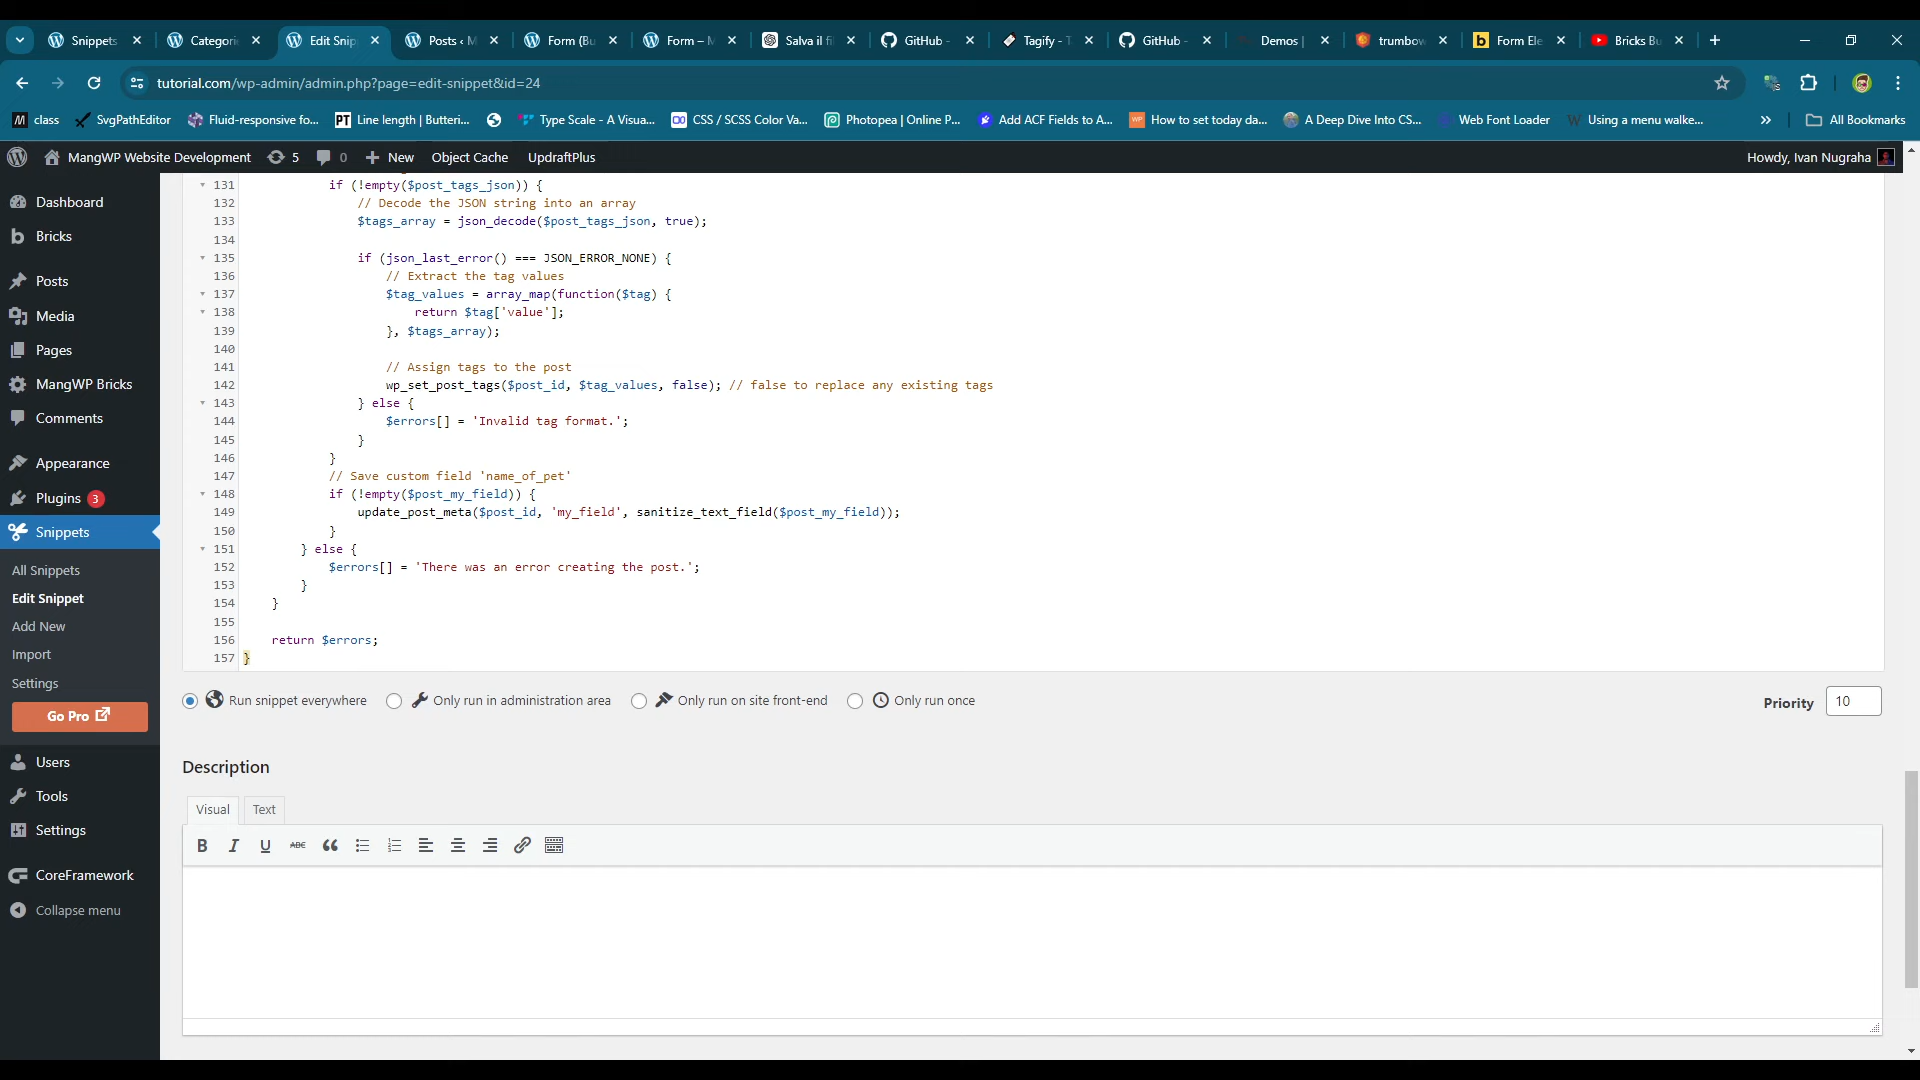 Snippets
Categori
Edit Snip
Posts ‹ M
Form (Bu
Form – M
Salva il fi
GitHub -
Tagify - T
GitHub -
Demos |
trumbow
Form Ele
Bricks Bu
tutorial.com/wp-admin/admin.php?page=edit-snippet&id=24
class
SvgPathEditor
Fluid-responsive fo...
PT Line length | Butteri...
Type Scale - A Visua...
CSS / SCSS Color Va...
Photopea | Online P...
Add ACF Fields to A...
How to set today da...
A Deep Dive Into CS...
Web Font Loader
Using a menu walke...
»
All Bookmarks
MangWP Website Development
5
0
New
Object Cache
UpdraftPlus
Howdy, Ivan Nugraha
Dashboard
Bricks
Posts
Media
Pages
MangWP Bricks
Comments
Appearance
Plugins 3
Snippets
All Snippets
Edit Snippet
Add New
Import
Settings
Go Pro
Users
Tools
Settings
CoreFramework
Collapse menu
131 if (!empty($post_tags_json)) {
132 // Decode the JSON string into an array
133 $tags_array = json_decode($post_tags_json, true);
134
135 if (json_last_error() === JSON_ERROR_NONE) {
136 // Extract the tag values
137 $tag_values = array_map(function($tag) {
138 return $tag['value'];
139 }, $tags_array);
140
141 // Assign tags to the post
142 wp_set_post_tags($post_id, $tag_values, false); // false to replace any existing tags
143 } else {
144 $errors[] = 'Invalid tag format.';
145 }
146 }
147 // Save custom field 'name_of_pet'
148 if (!empty($post_my_field)) {
149 update_post_meta($post_id, 'my_field', sanitize_text_field($post_my_field));
150 }
151 } else {
152 $errors[] = 'There was an error creating the post.';
153 }
154 }
155
156 return $errors;
157 }
Run snippet everywhere
Only run in administration area
Only run on site front-end
Only run once
Priority
10
Description
Visual
Text
B I U ABC